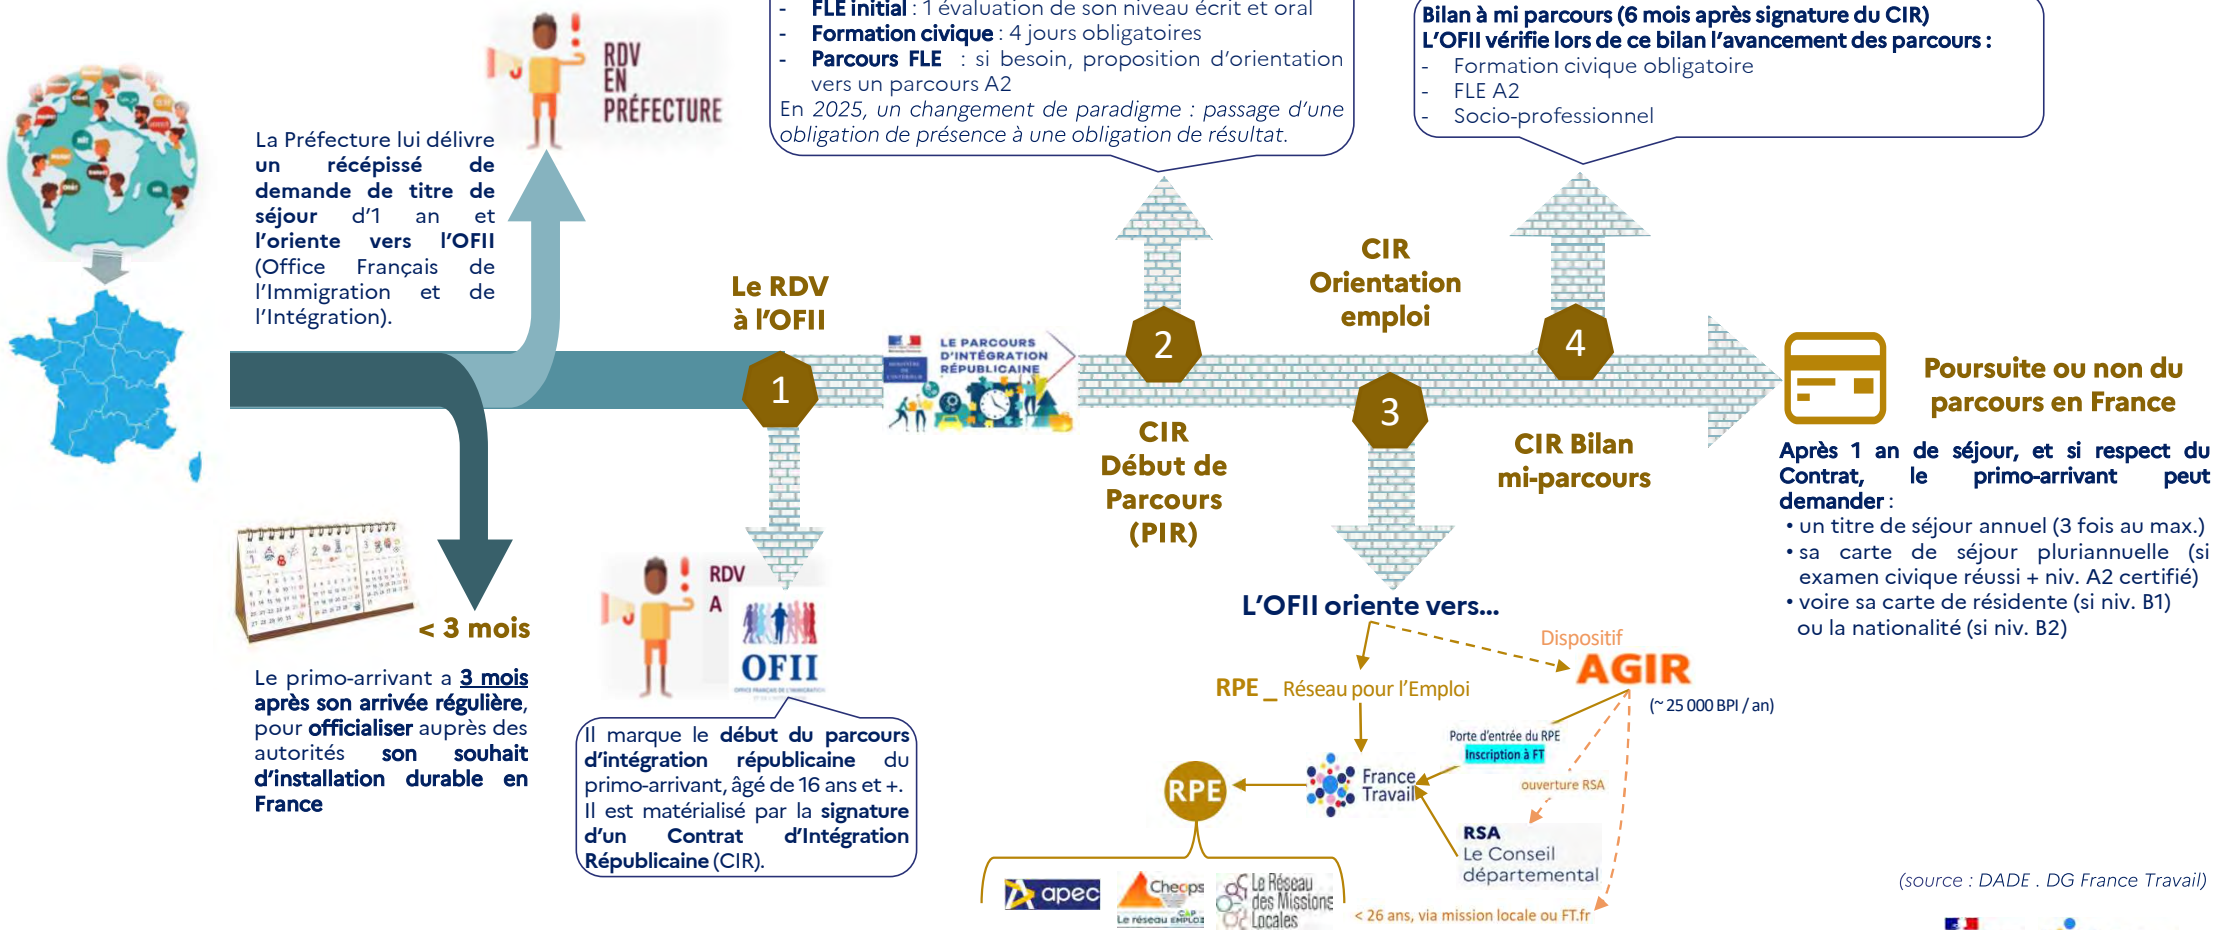 - FLE initial : 1 évaluation de son niveau écrit et oral
- Formation civique : 4 jours obligatoires
- Parcours FLE : si besoin, proposition d'orientation
vers un parcours A2
En 2025, un changement de paradigme : passage d'une
obligation de présence à une obligation de résultat.
Bilan à mi parcours (6 mois après signature du CIR)
L'OFII vérifie lors de ce bilan l'avancement des parcours :
- Formation civique obligatoire
- FLE A2
- Socio-professionnel
RDV
EN
PRÉFECTURE
La Préfecture lui délivre
un récépissé de
demande de titre de
séjour d'1 an et
l'oriente vers l'OFII
(Office Français de
l'Immigration et de
l'Intégration).
Le RDV
à l'OFII
1
LE PARCOURS
D'INTÉGRATION
RÉPUBLICAINE
MINISTÈRE
DE
L'INTÉRIEUR
2
CIR
Début de
Parcours
(PIR)
CIR
Orientation
emploi
3
4
CIR Bilan
mi-parcours
Poursuite ou non du
parcours en France
Après 1 an de séjour, et si respect du
Contrat, le primo-arrivant peut
demander :
• un titre de séjour annuel (3 fois au max.)
• sa carte de séjour pluriannuelle (si
examen civique réussi + niv. A2 certifié)
• voire sa carte de résidente (si niv. B1)
ou la nationalité (si niv. B2)
< 3 mois
Le primo-arrivant a 3 mois
après son arrivée régulière,
pour officialiser auprès des
autorités son souhait
d'installation durable en
France
RDV
A
OFII
OFFICE FRANÇAIS DE L'IMMIGRATION
ET DE L'INTÉGRATION
Il marque le début du parcours
d'intégration républicaine du
primo-arrivant, âgé de 16 ans et +.
Il est matérialisé par la signature
d'un Contrat d'Intégration
Républicaine (CIR).
L'OFII oriente vers...
Dispositif
AGIR
(~ 25 000 BPI / an)
RPE _ Réseau pour l'Emploi
Porte d'entrée du RPE
Inscription à FT
France
Travail
RPE
ouverture RSA
RSA
Le Conseil
départemental
apec
Cheops
Le réseau CAP EMPLOI
Le Réseau
des Missions
Locales
< 26 ans, via mission locale ou FT.fr
(source : DADE . DG France Travail)